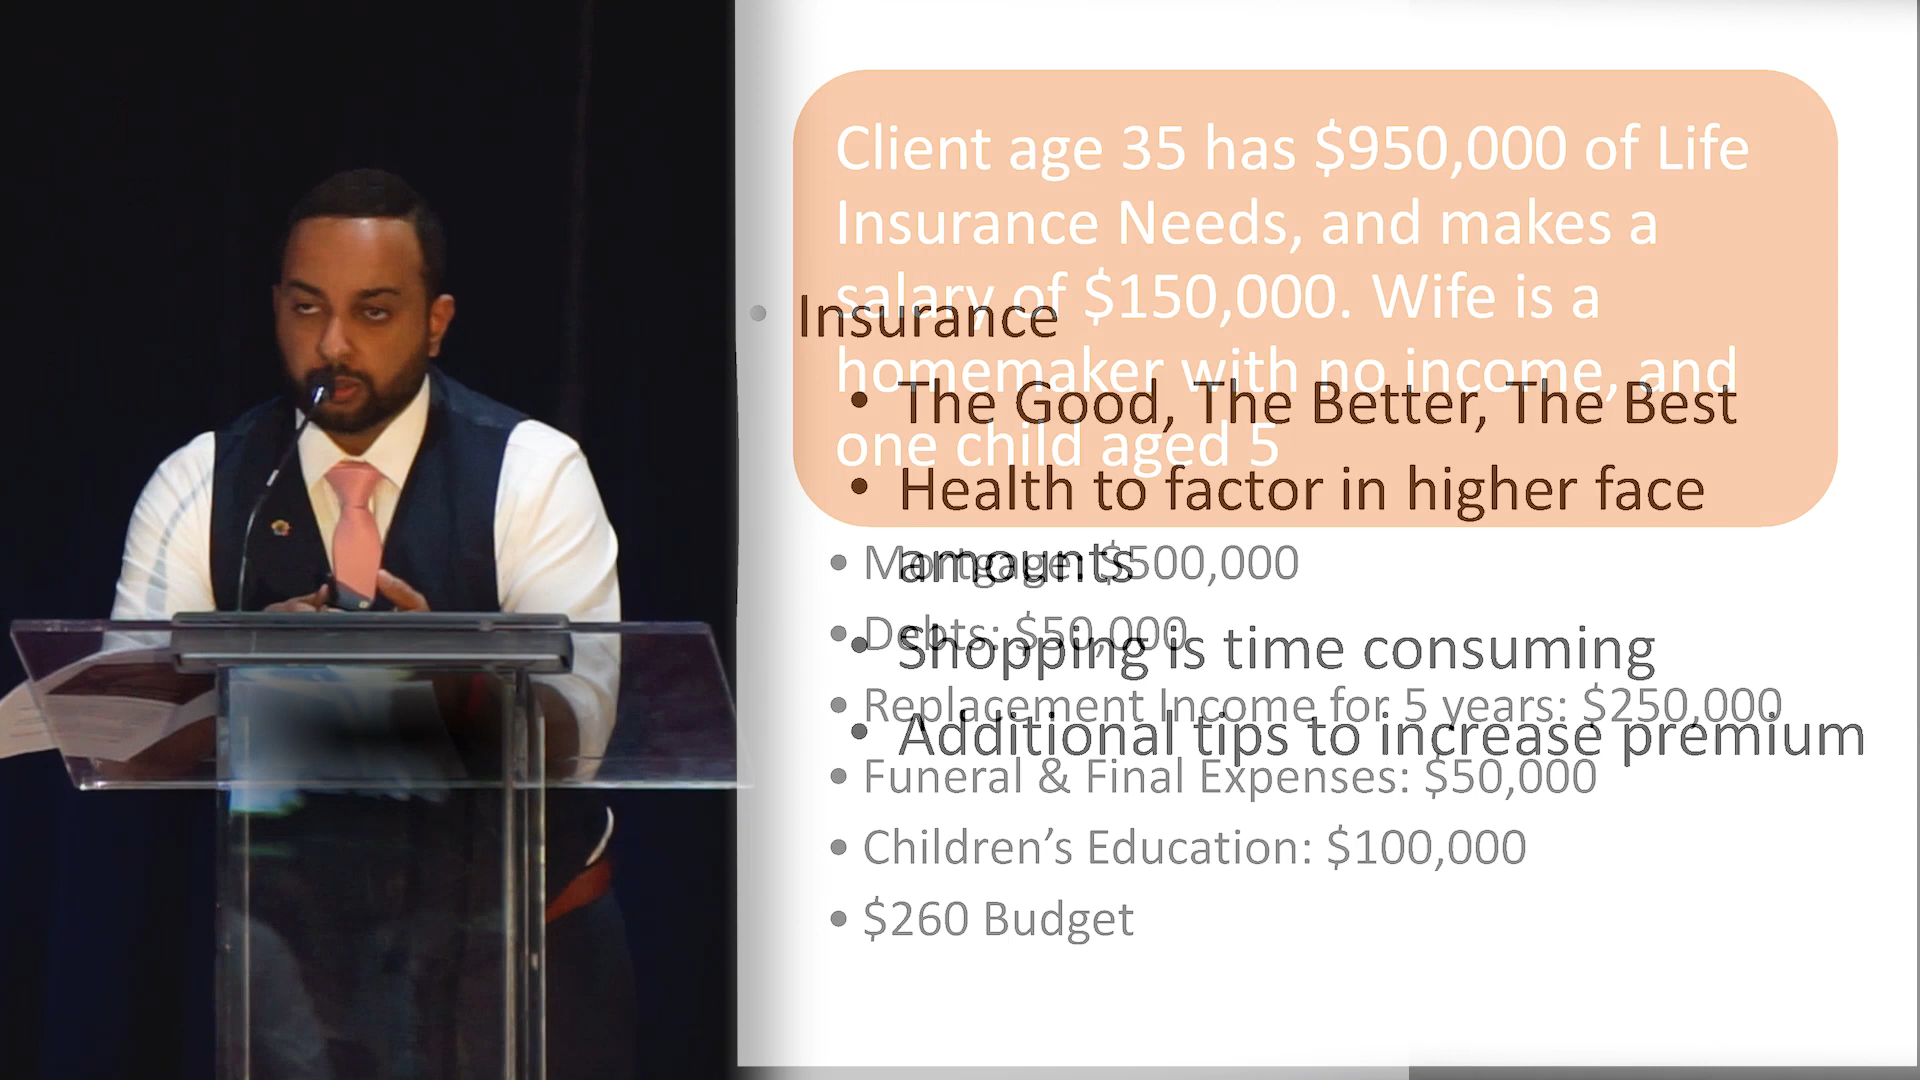 Client age 35 has $950,000 of Life
Insurance Needs, and makes a
salary of $150,000. Wife is a
homemaker with no income, and
one child aged 5
• Mortgage: $500,000
• Debts: $50,000
• Replacement Income for 5 years: $250,000
• Funeral & Final Expenses: $50,000
• Children’s Education: $100,000
• $260 Budget
• Insurance
• The Good, The Better, The Best
• Health to factor in higher face
amounts
• Shopping is time consuming
• Additional tips to increase premium